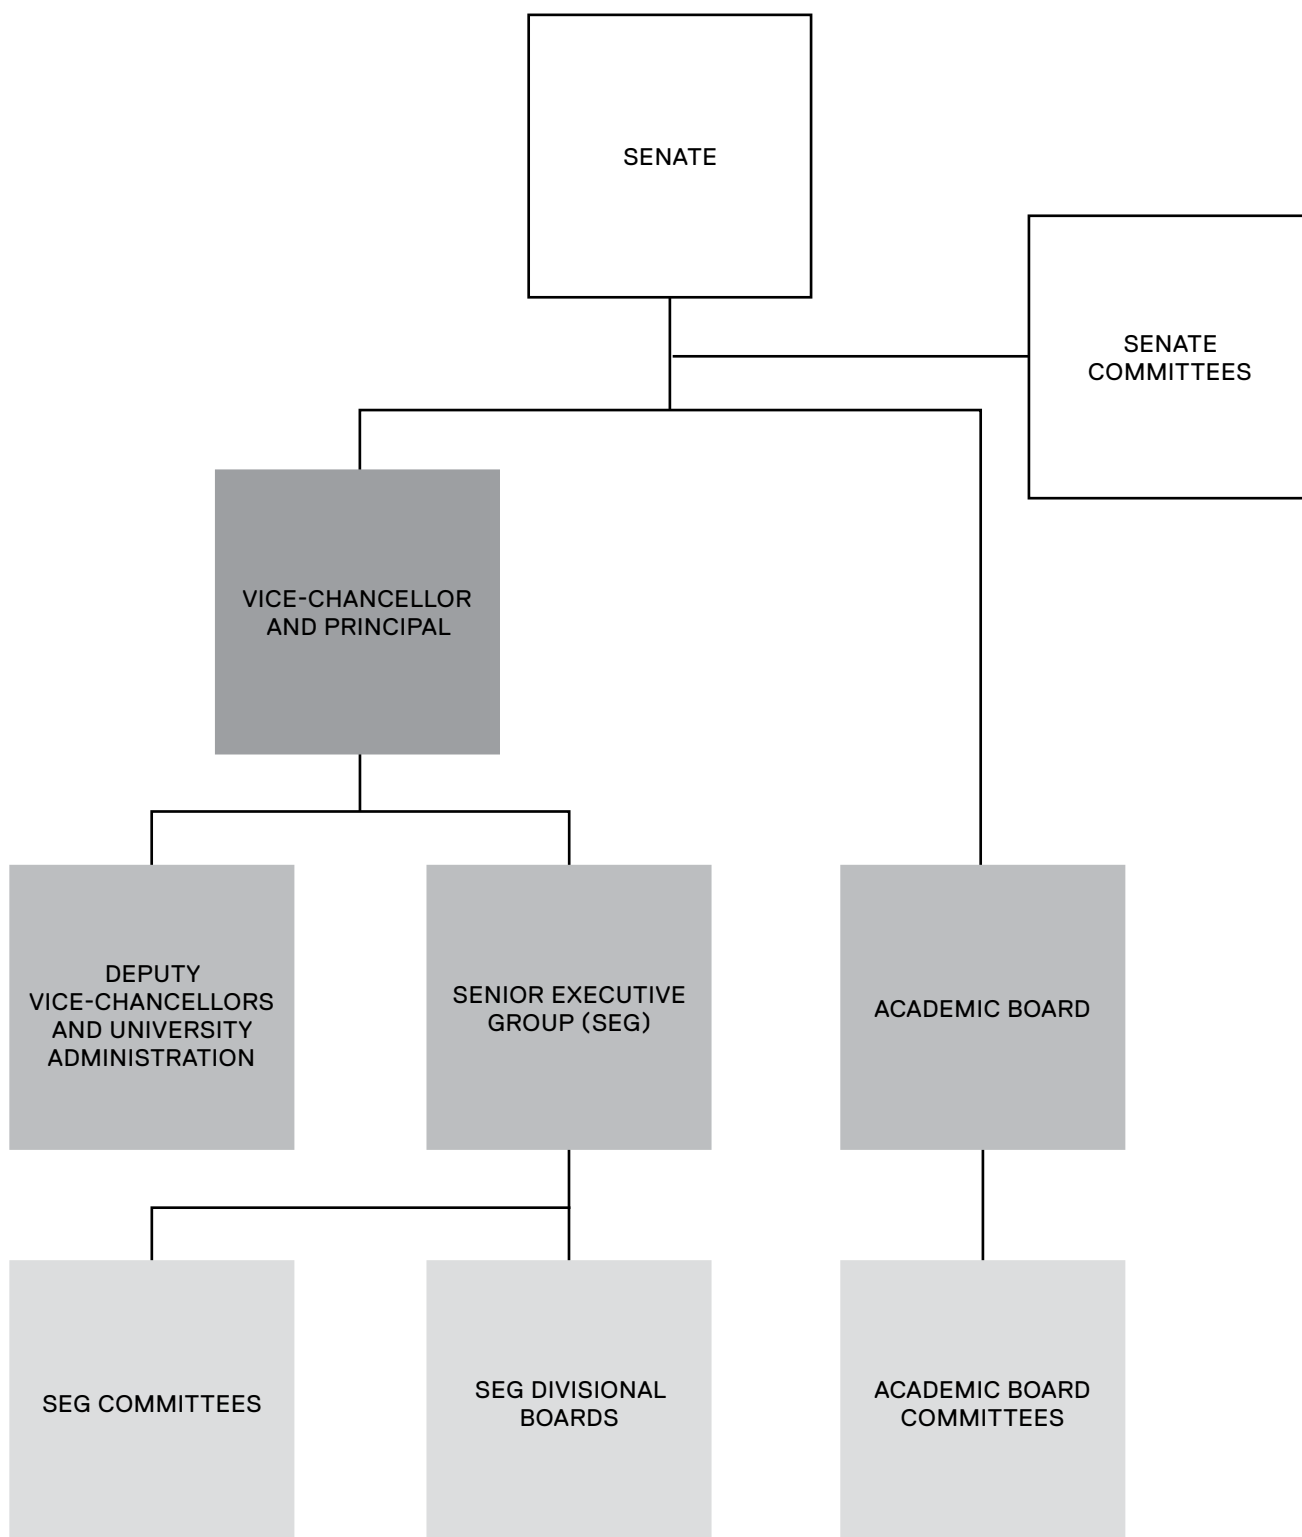 SENATE
SENATE
COMMITTEES
VICE-CHANCELLOR
AND PRINCIPAL
DEPUTY
VICE-CHANCELLORS
AND UNIVERSITY
ADMINISTRATION
SENIOR EXECUTIVE
GROUP (SEG)
ACADEMIC BOARD
SEG COMMITTEES
SEG DIVISIONAL
BOARDS
ACADEMIC BOARD
COMMITTEES